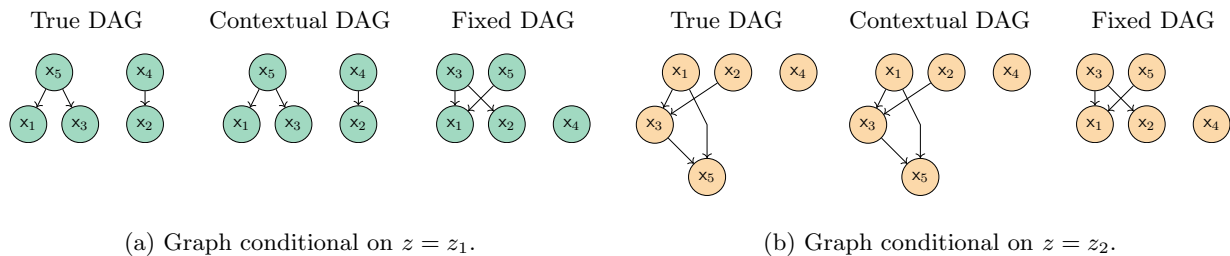 True DAG Contextual DAG Fixed DAG True DAG Contextual DAG Fixed DAG
x₅ x₄ x₅ x₄ x₃ x₅ x₁ x₂ x₄ x₁ x₂ x₄ x₃ x₅
x₁ x₃ x₂ x₁ x₃ x₂ x₁ x₂ x₄ x₃ x₃ x₁ x₂ x₄
x₅ x₅
(a) Graph conditional on z = z₁. (b) Graph conditional on z = z₂.